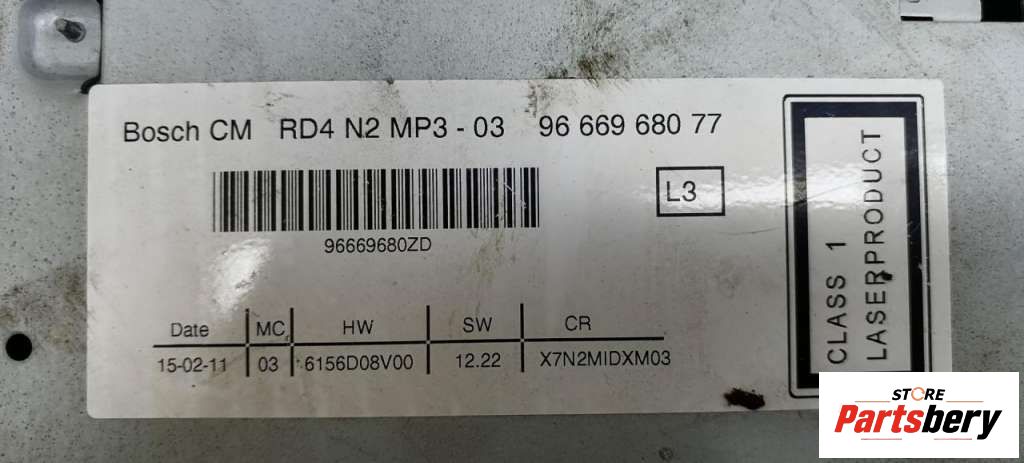 Bosch CM RD4 N2 MP3 - 03 96 669 680 77
L3
96669680ZD
Date MC HW SW CR
15-02-11 03 6156D08V00 12.22 X7N2MIDXM03
CLASS 1
LASERPRODUCT
STORE
Partsbery